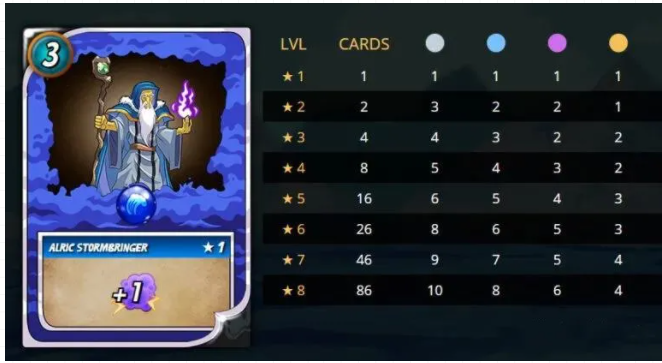 3
ALRIC STORMBRINGER ★ 1
+1
LVL CARDS
★ 1 1 1 1 1 1
★ 2 2 3 2 2 1
★ 3 4 4 3 2 2
★ 4 8 5 4 3 2
★ 5 16 6 5 4 3
★ 6 26 8 6 5 3
★ 7 46 9 7 5 4
★ 8 86 10 8 6 4